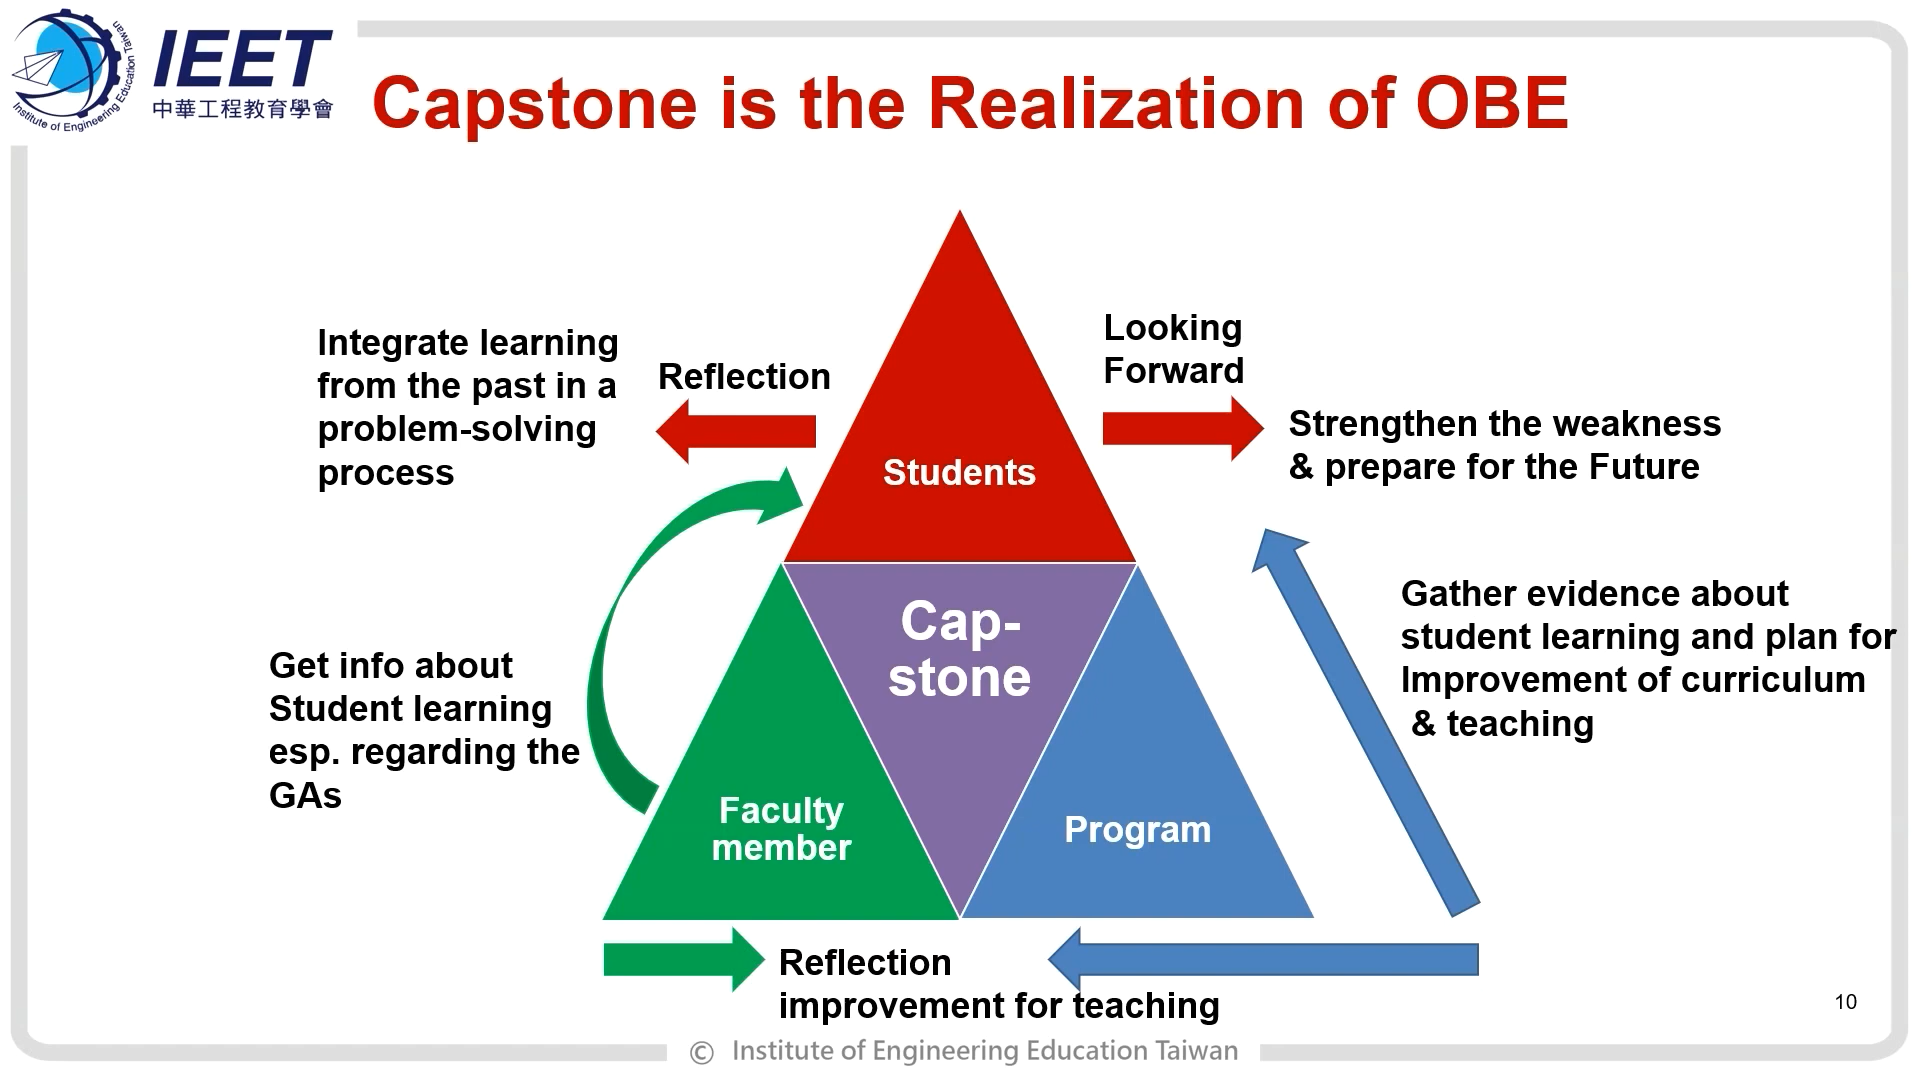 IEET
中華工程教育學會
Institute of Engineering Education Taiwan
Capstone is the Realization of OBE
Integrate learning
from the past in a
problem-solving
process
Reflection
Looking
Forward
Strengthen the weakness
& prepare for the Future
Students
Cap-
stone
Get info about
Student learning
esp. regarding the
GAs
Gather evidence about
student learning and plan for
Improvement of curriculum
& teaching
Faculty
member
Program
Reflection
improvement for teaching
10
© Institute of Engineering Education Taiwan